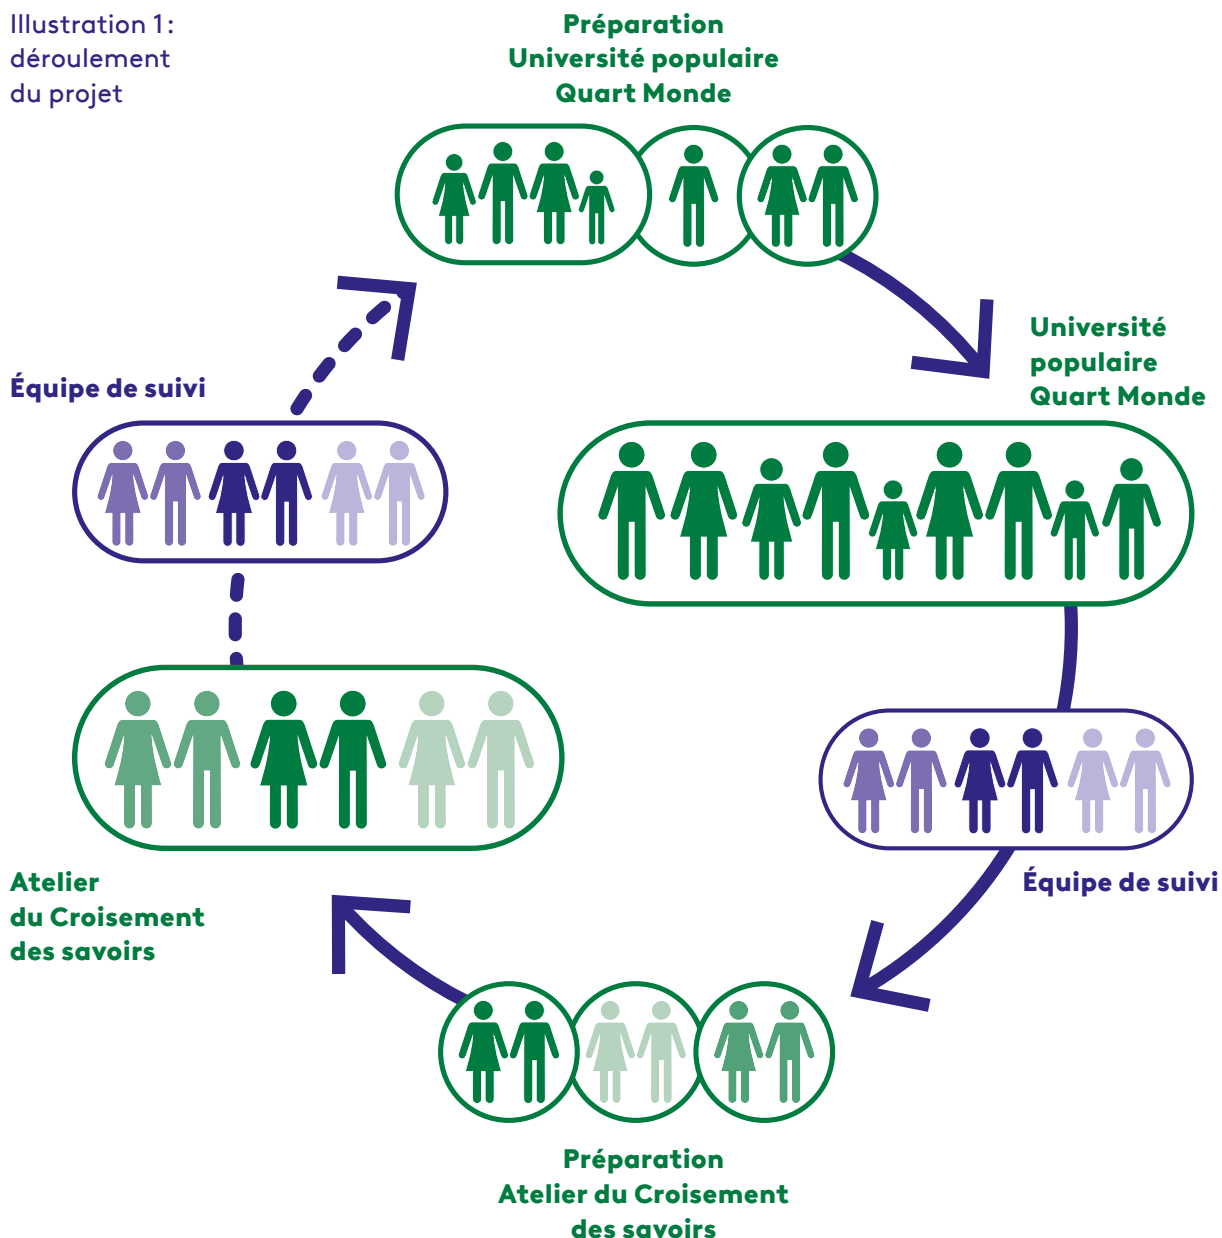 Illustration 1:
déroulement
du projet
Préparation
Université populaire
Quart Monde
Université
populaire
Quart Monde
Équipe de suivi
Équipe de suivi
Atelier
du Croisement
des savoirs
Préparation
Atelier du Croisement
des savoirs